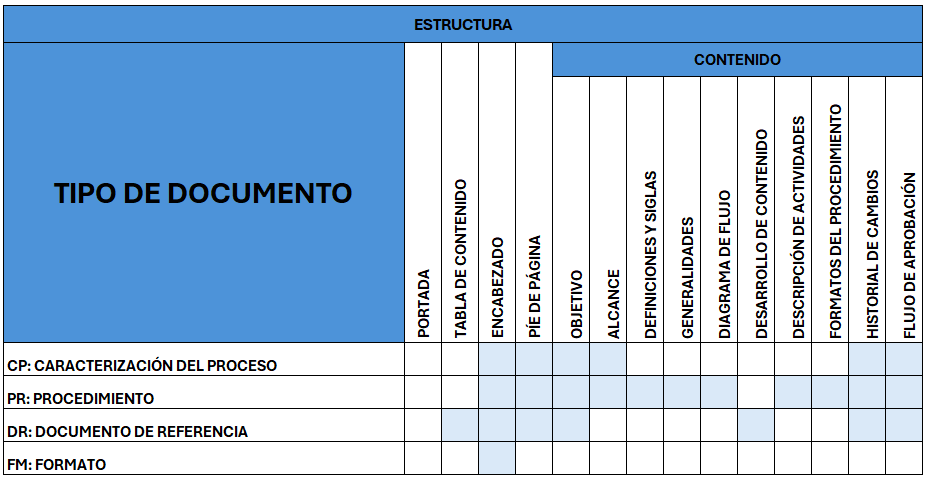 ESTRUCTURA
TIPO DE DOCUMENTO
CONTENIDO
PORTADA
TABLA DE CONTENIDO
ENCABEZADO
PÍE DE PÁGINA
OBJETIVO
ALCANCE
DEFINICIONES Y SIGLAS
GENERALIDADES
DIAGRAMA DE FLUJO
DESARROLLO DE CONTENIDO
DESCRIPCIÓN DE ACTIVIDADES
FORMATOS DEL PROCEDIMIENTO
HISTORIAL DE CAMBIOS
FLUJO DE APROBACIÓN
CP: CARACTERIZACIÓN DEL PROCESO
PR: PROCEDIMIENTO
DR: DOCUMENTO DE REFERENCIA
FM: FORMATO